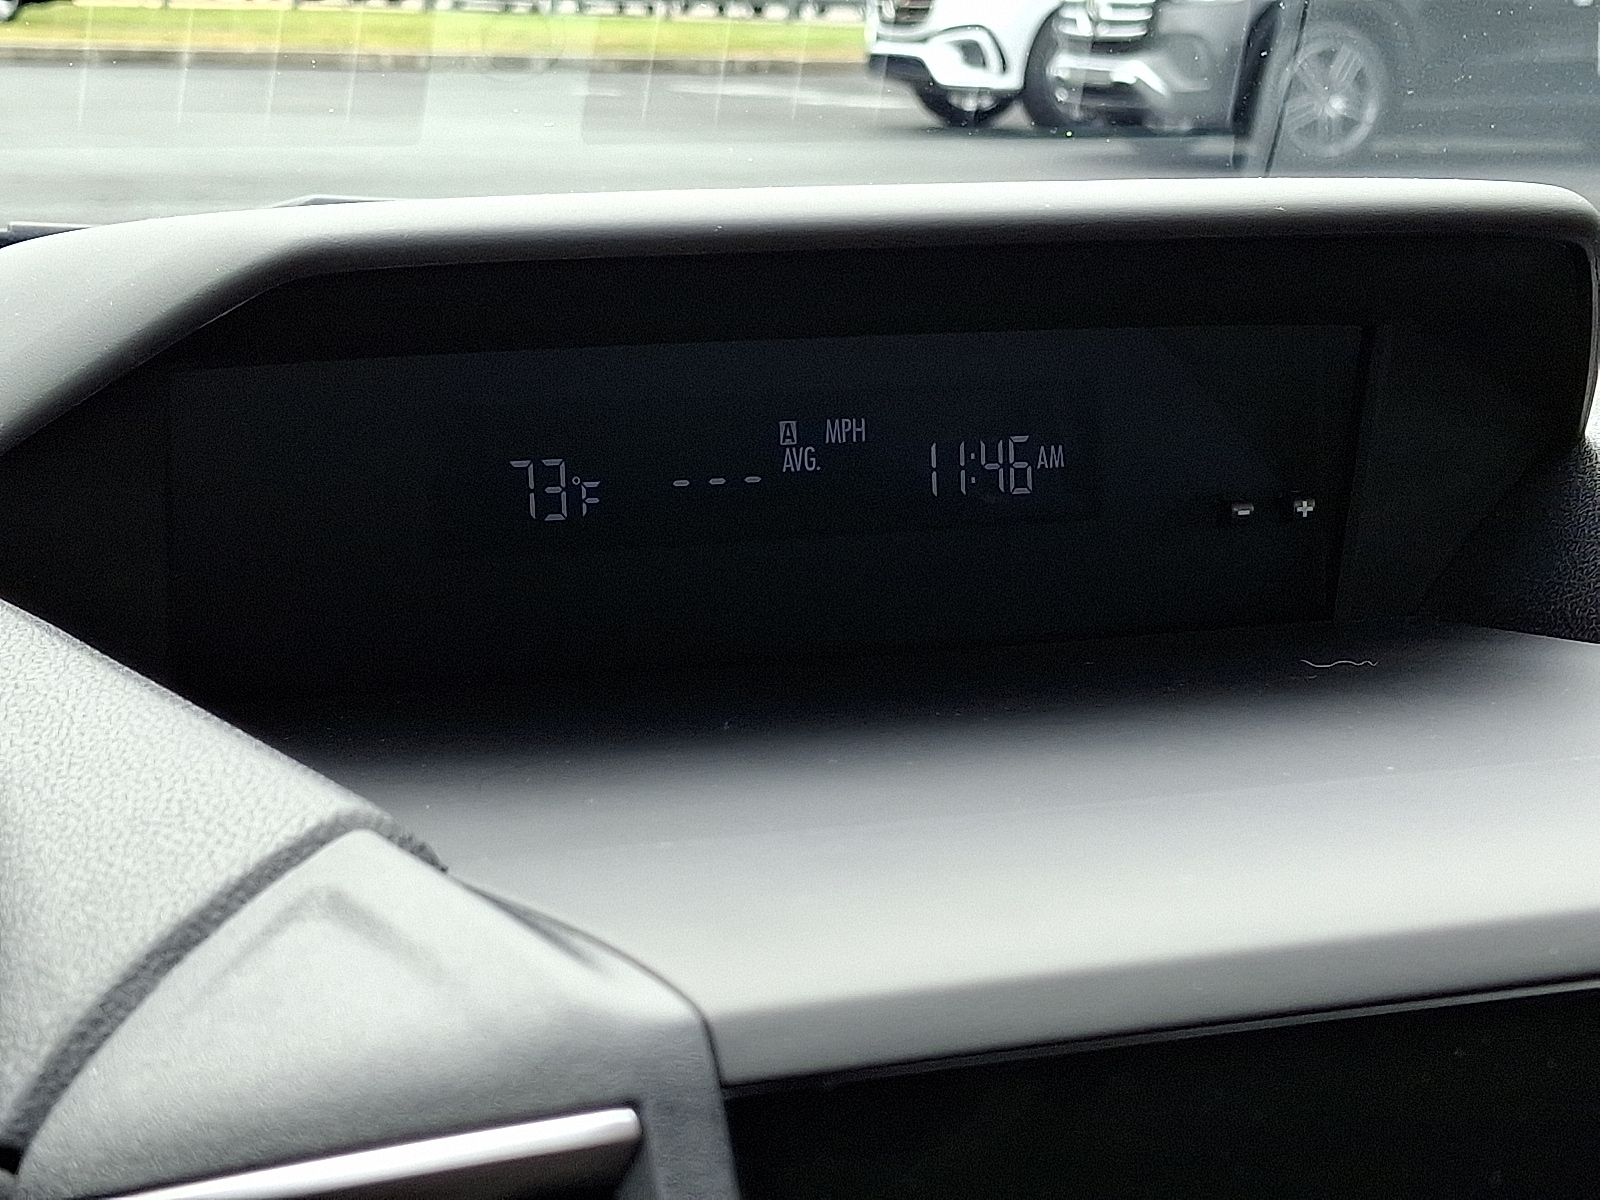 A MPH
AVG.
73°F --- 11:46 AM
- +